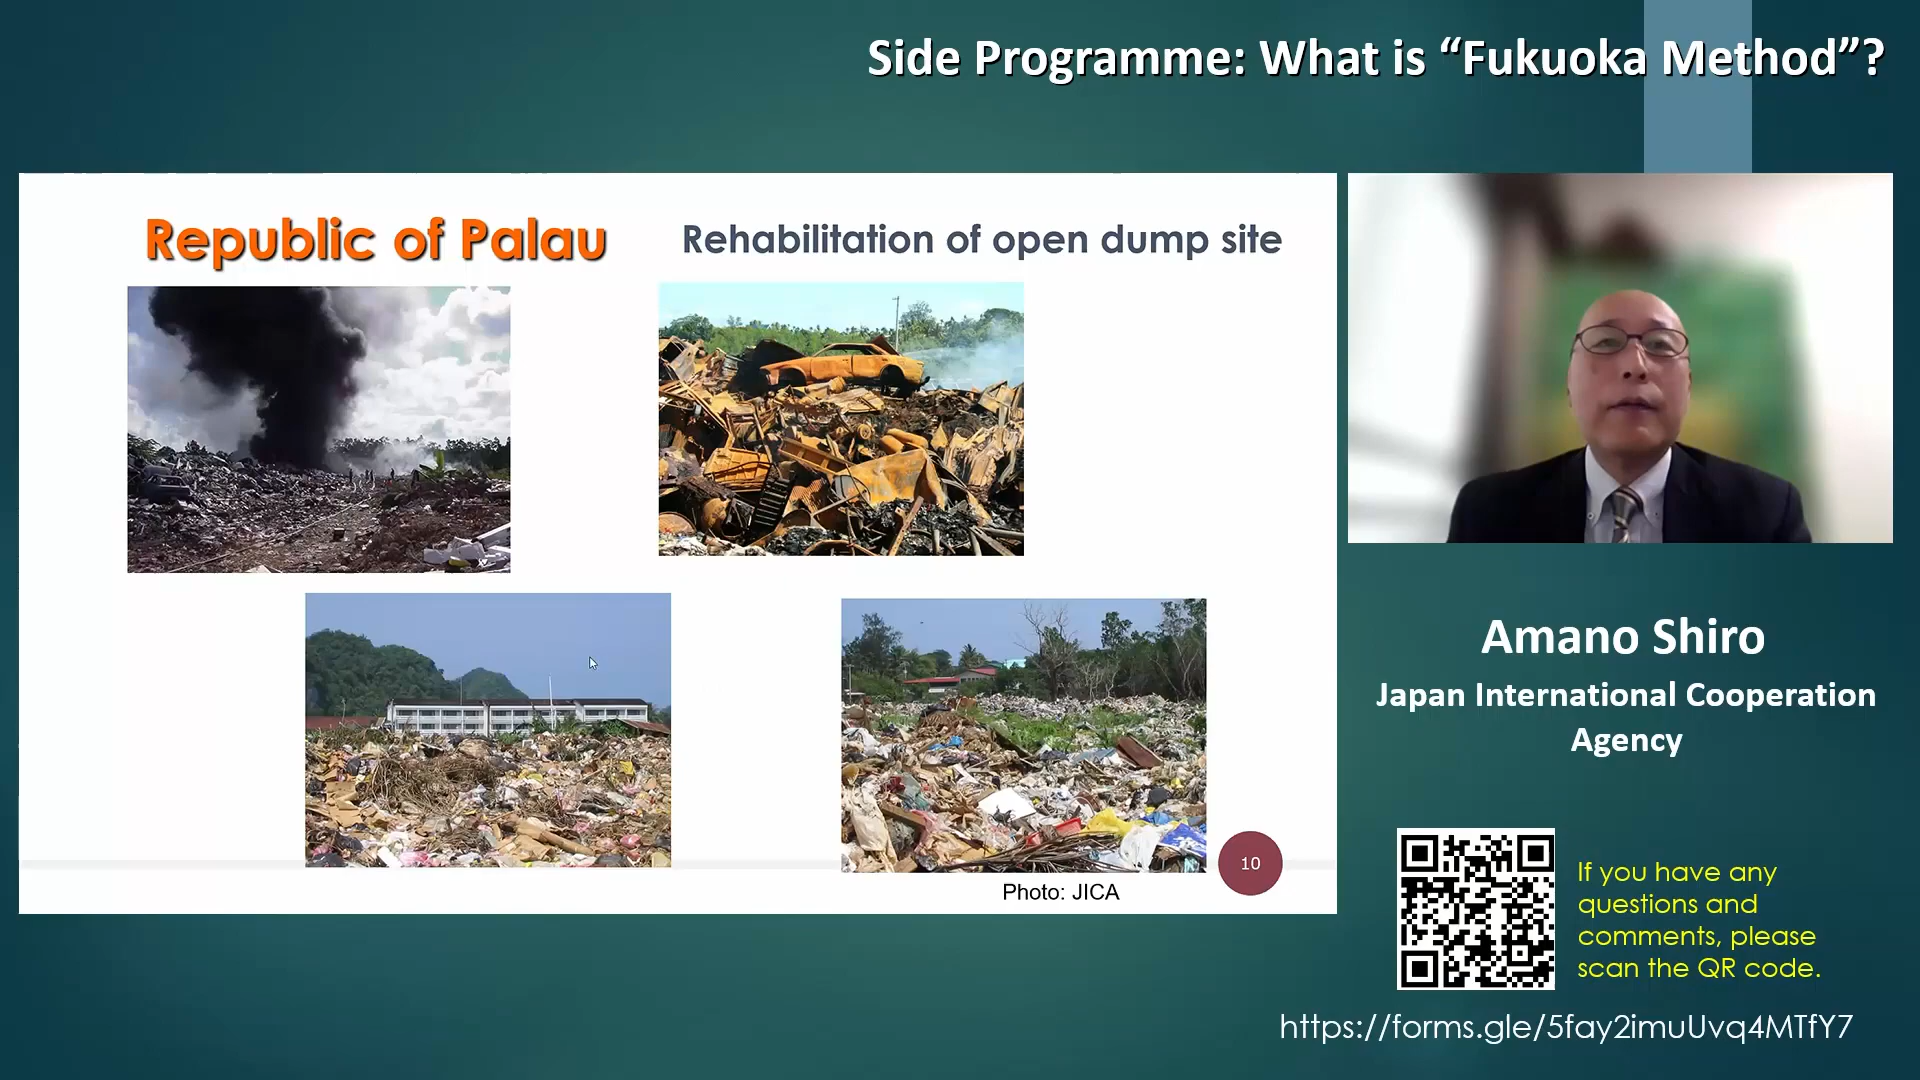 Side Programme: What is “Fukuoka Method”?
Republic of Palau
Rehabilitation of open dump site
Photo: JICA
10
Amano Shiro
Japan International Cooperation
Agency
If you have any
questions and
comments, please
scan the QR code.
https://forms.gle/5fay2imuUvq4MTfY7